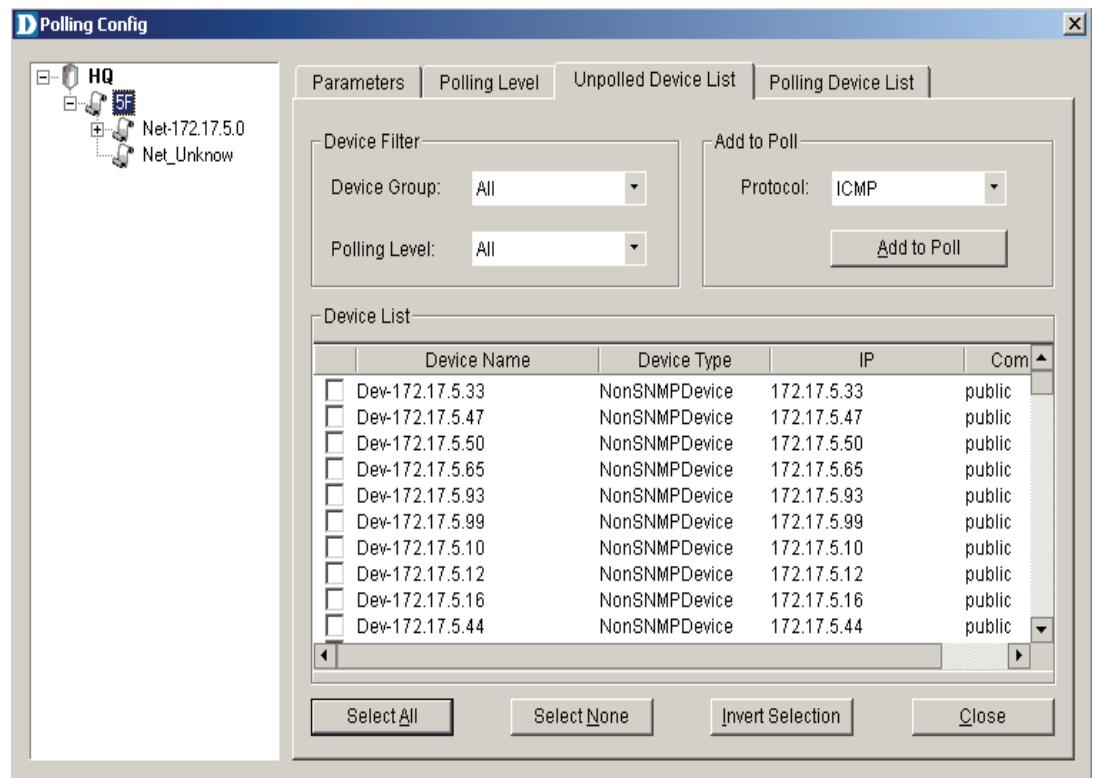 Polling Config
HQ
5F
Net-172.17.5.0
Net_Unknow
Parameters Polling Level Unpolled Device List Polling Device List
Device Filter
Device Group: All
Polling Level: All
Add to Poll
Protocol: ICMP
Add to Poll
Device List
Device Name Device Type IP Com
Dev-172.17.5.33 NonSNMPDevice 172.17.5.33 public
Dev-172.17.5.47 NonSNMPDevice 172.17.5.47 public
Dev-172.17.5.50 NonSNMPDevice 172.17.5.50 public
Dev-172.17.5.65 NonSNMPDevice 172.17.5.65 public
Dev-172.17.5.93 NonSNMPDevice 172.17.5.93 public
Dev-172.17.5.99 NonSNMPDevice 172.17.5.99 public
Dev-172.17.5.10 NonSNMPDevice 172.17.5.10 public
Dev-172.17.5.12 NonSNMPDevice 172.17.5.12 public
Dev-172.17.5.16 NonSNMPDevice 172.17.5.16 public
Dev-172.17.5.44 NonSNMPDevice 172.17.5.44 public
Select All Select None Invert Selection Close